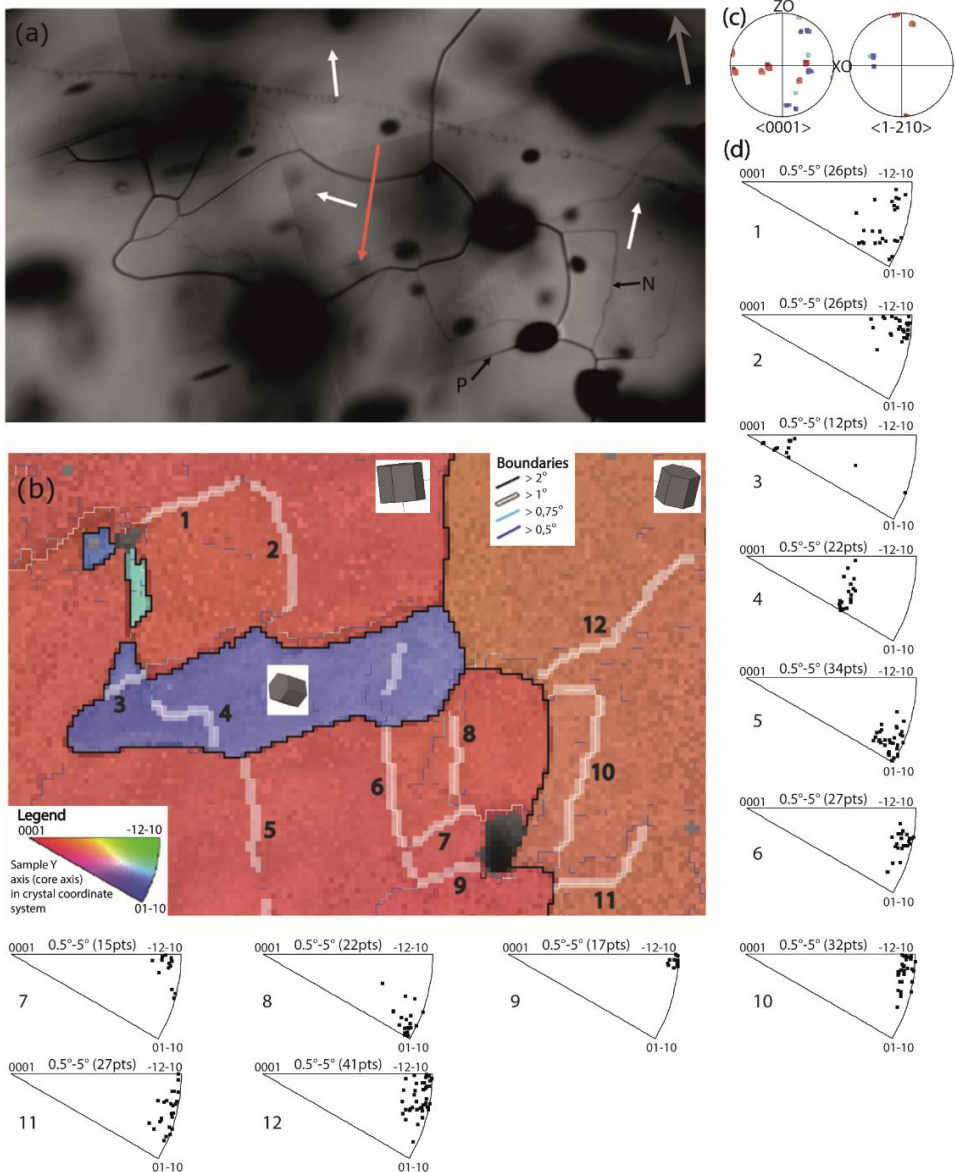 (a)
N
P
(b)
Boundaries
> 2°
> 1°
> 0,75°
> 0,5°
1
2
3
4
5
6
7
8
9
10
11
12
Legend
0001
-12-10
Sample Y
axis (core axis)
in crystal coordinate
system
01-10
(c)
ZO
XO
<0001>
<1-210>
(d)
0001 0.5°-5° (26pts) -12-10
1
01-10
0001 0.5°-5° (26pts) -12-10
2
01-10
0001 0.5°-5° (12pts) -12-10
3
01-10
0001 0.5°-5° (22pts) -12-10
4
01-10
0001 0.5°-5° (34pts) -12-10
5
01-10
0001 0.5°-5° (27pts) -12-10
6
01-10
0001 0.5°-5° (15pts) -12-10
7
01-10
0001 0.5°-5° (22pts) -12-10
8
01-10
0001 0.5°-5° (17pts) -12-10
9
01-10
0001 0.5°-5° (32pts) -12-10
10
01-10
0001 0.5°-5° (27pts) -12-10
11
01-10
0001 0.5°-5° (41pts) -12-10
12
01-10